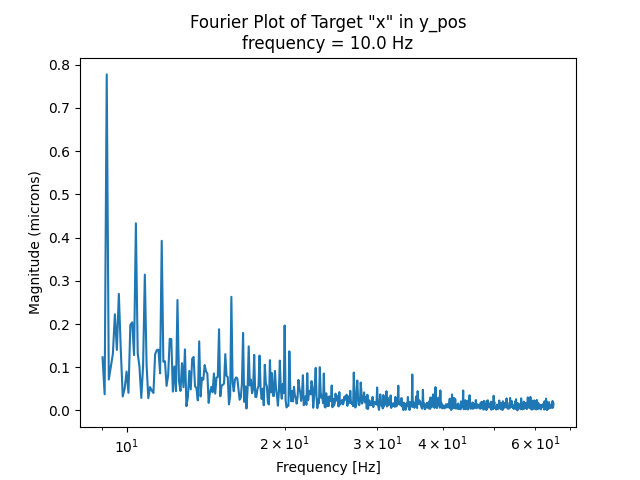 Fourier Plot of Target "x" in y_pos
frequency = 10.0 Hz
0.8
0.7
0.6
0.5
0.4
0.3
0.2
0.1
0.0
Magnitude (microns)
10¹
2 × 10¹
3 × 10¹
4 × 10¹
6 × 10¹
Frequency [Hz]